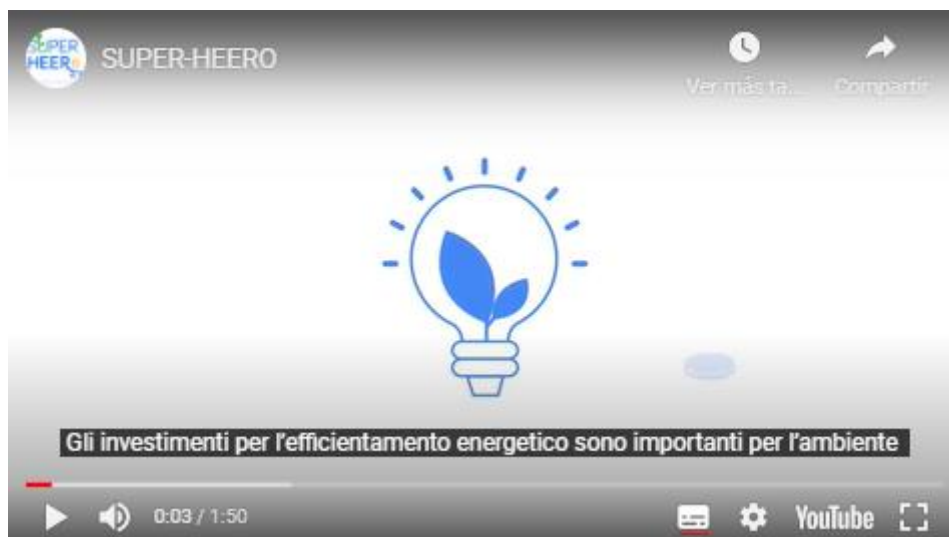 SUPER
HEERO
SUPER-HEERO
Ver más ta...
Compartir
Gli investimenti per l'efficientamento energetico sono importanti per l'ambiente
0:03 / 1:50
YouTube